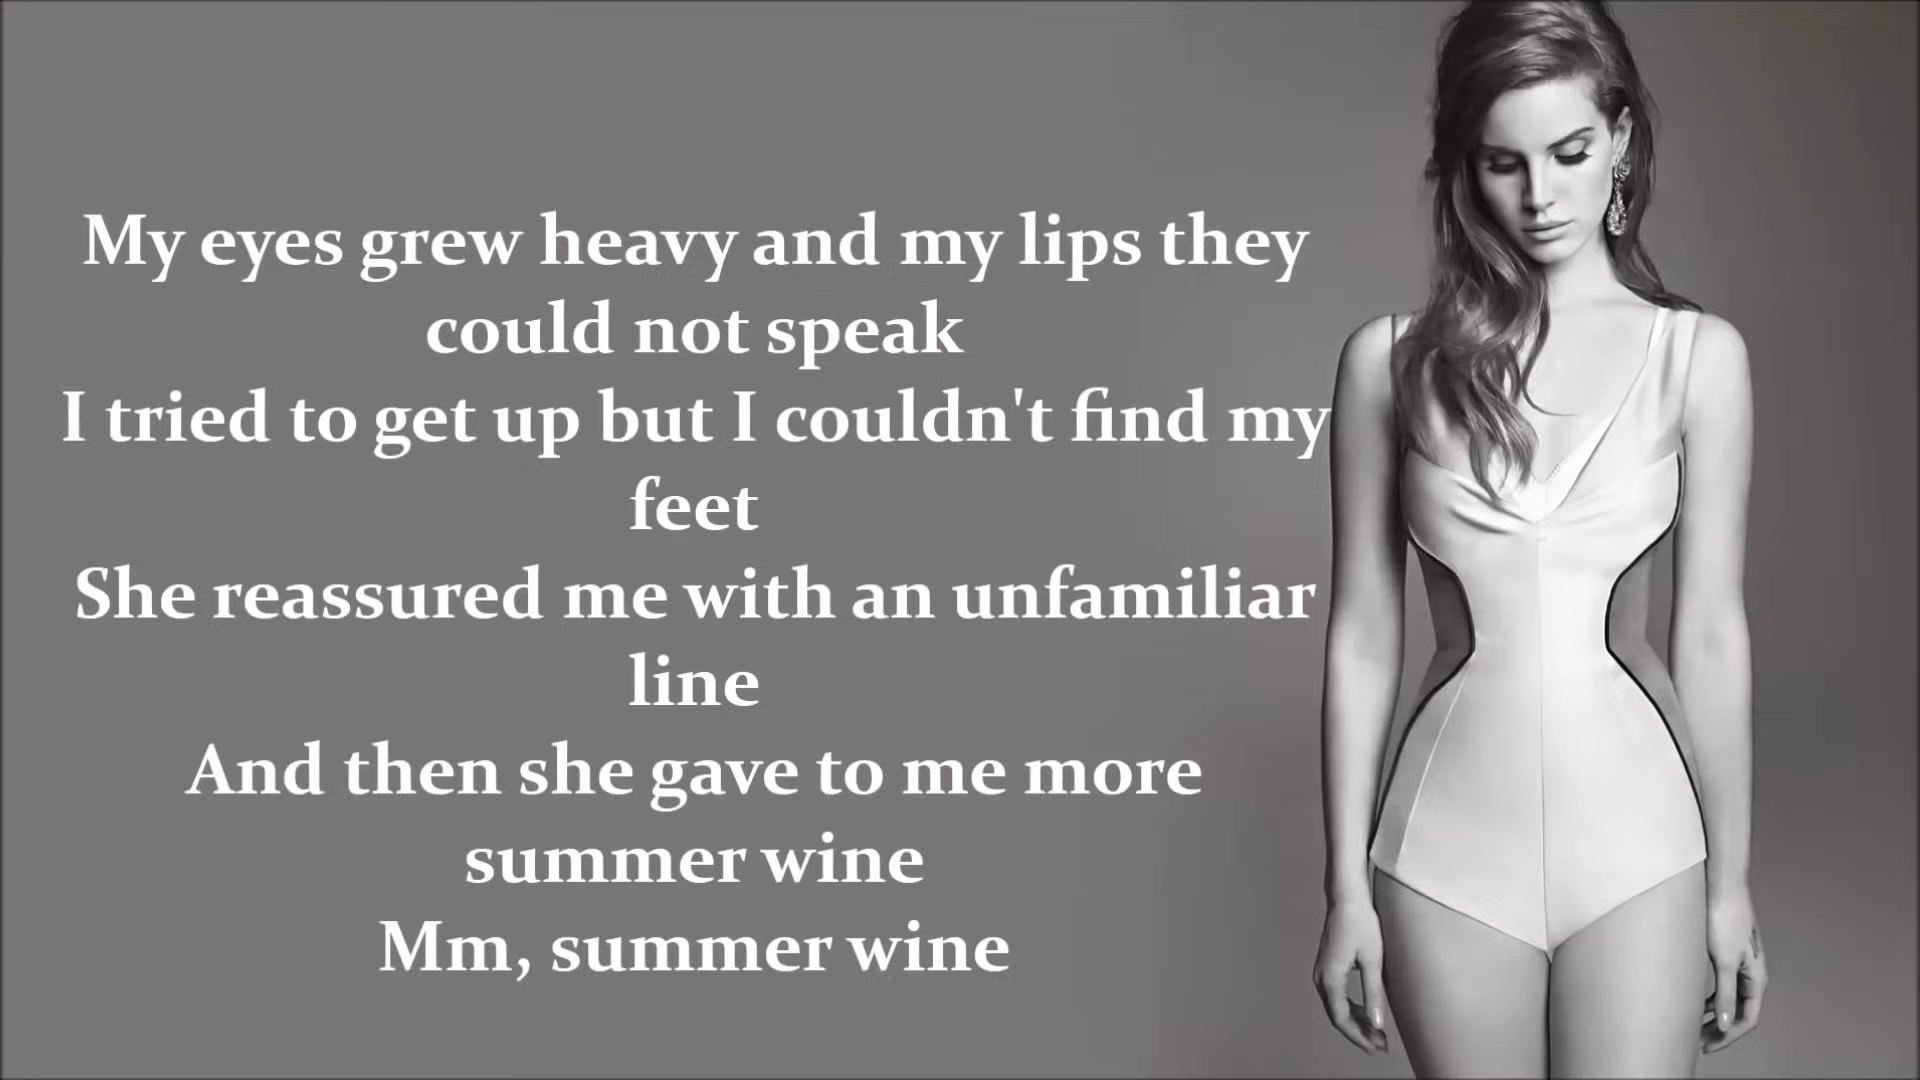 My eyes grew heavy and my lips they
could not speak
I tried to get up but I couldn't find my
feet
She reassured me with an unfamiliar
line
And then she gave to me more
summer wine
Mm, summer wine